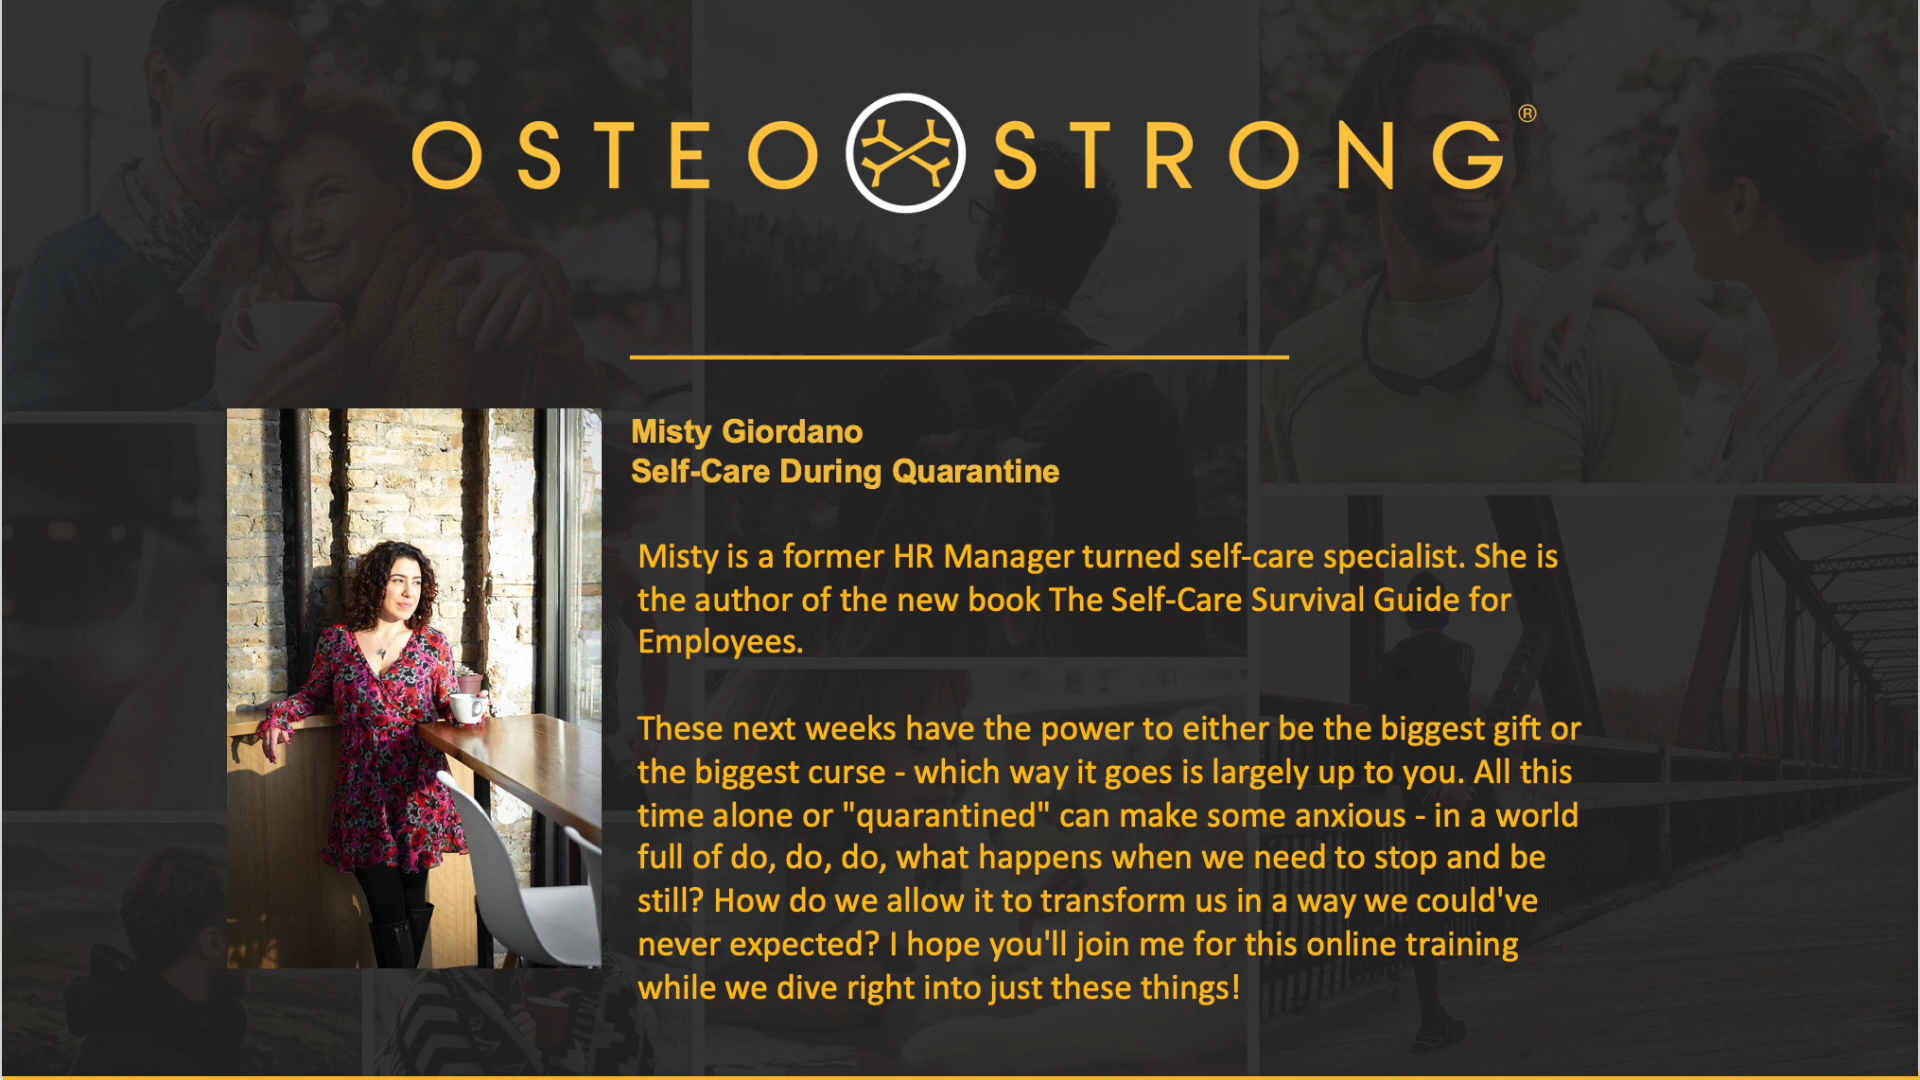 OSTEO STRONG®
Misty Giordano
Self-Care During Quarantine
Misty is a former HR Manager turned self-care specialist. She is
the author of the new book The Self-Care Survival Guide for
Employees.
These next weeks have the power to either be the biggest gift or
the biggest curse - which way it goes is largely up to you. All this
time alone or "quarantined" can make some anxious - in a world
full of do, do, do, what happens when we need to stop and be
still? How do we allow it to transform us in a way we could've
never expected? I hope you'll join me for this online training
while we dive right into just these things!